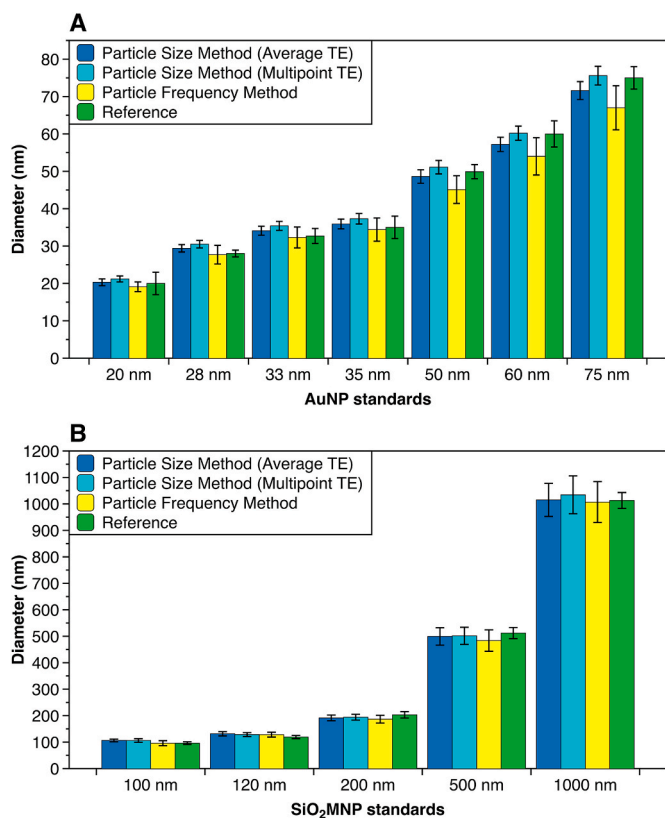 A
Particle Size Method (Average TE)
Particle Size Method (Multipoint TE)
Particle Frequency Method
Reference
80
70
60
50
40
30
20
10
0
Diameter (nm)
20 nm 28 nm 33 nm 35 nm 50 nm 60 nm 75 nm
AuNP standards
B
Particle Size Method (Average TE)
Particle Size Method (Multipoint TE)
Particle Frequency Method
Reference
1200
1100
1000
900
800
700
600
500
400
300
200
100
0
Diameter (nm)
100 nm 120 nm 200 nm 500 nm 1000 nm
SiO₂MNP standards